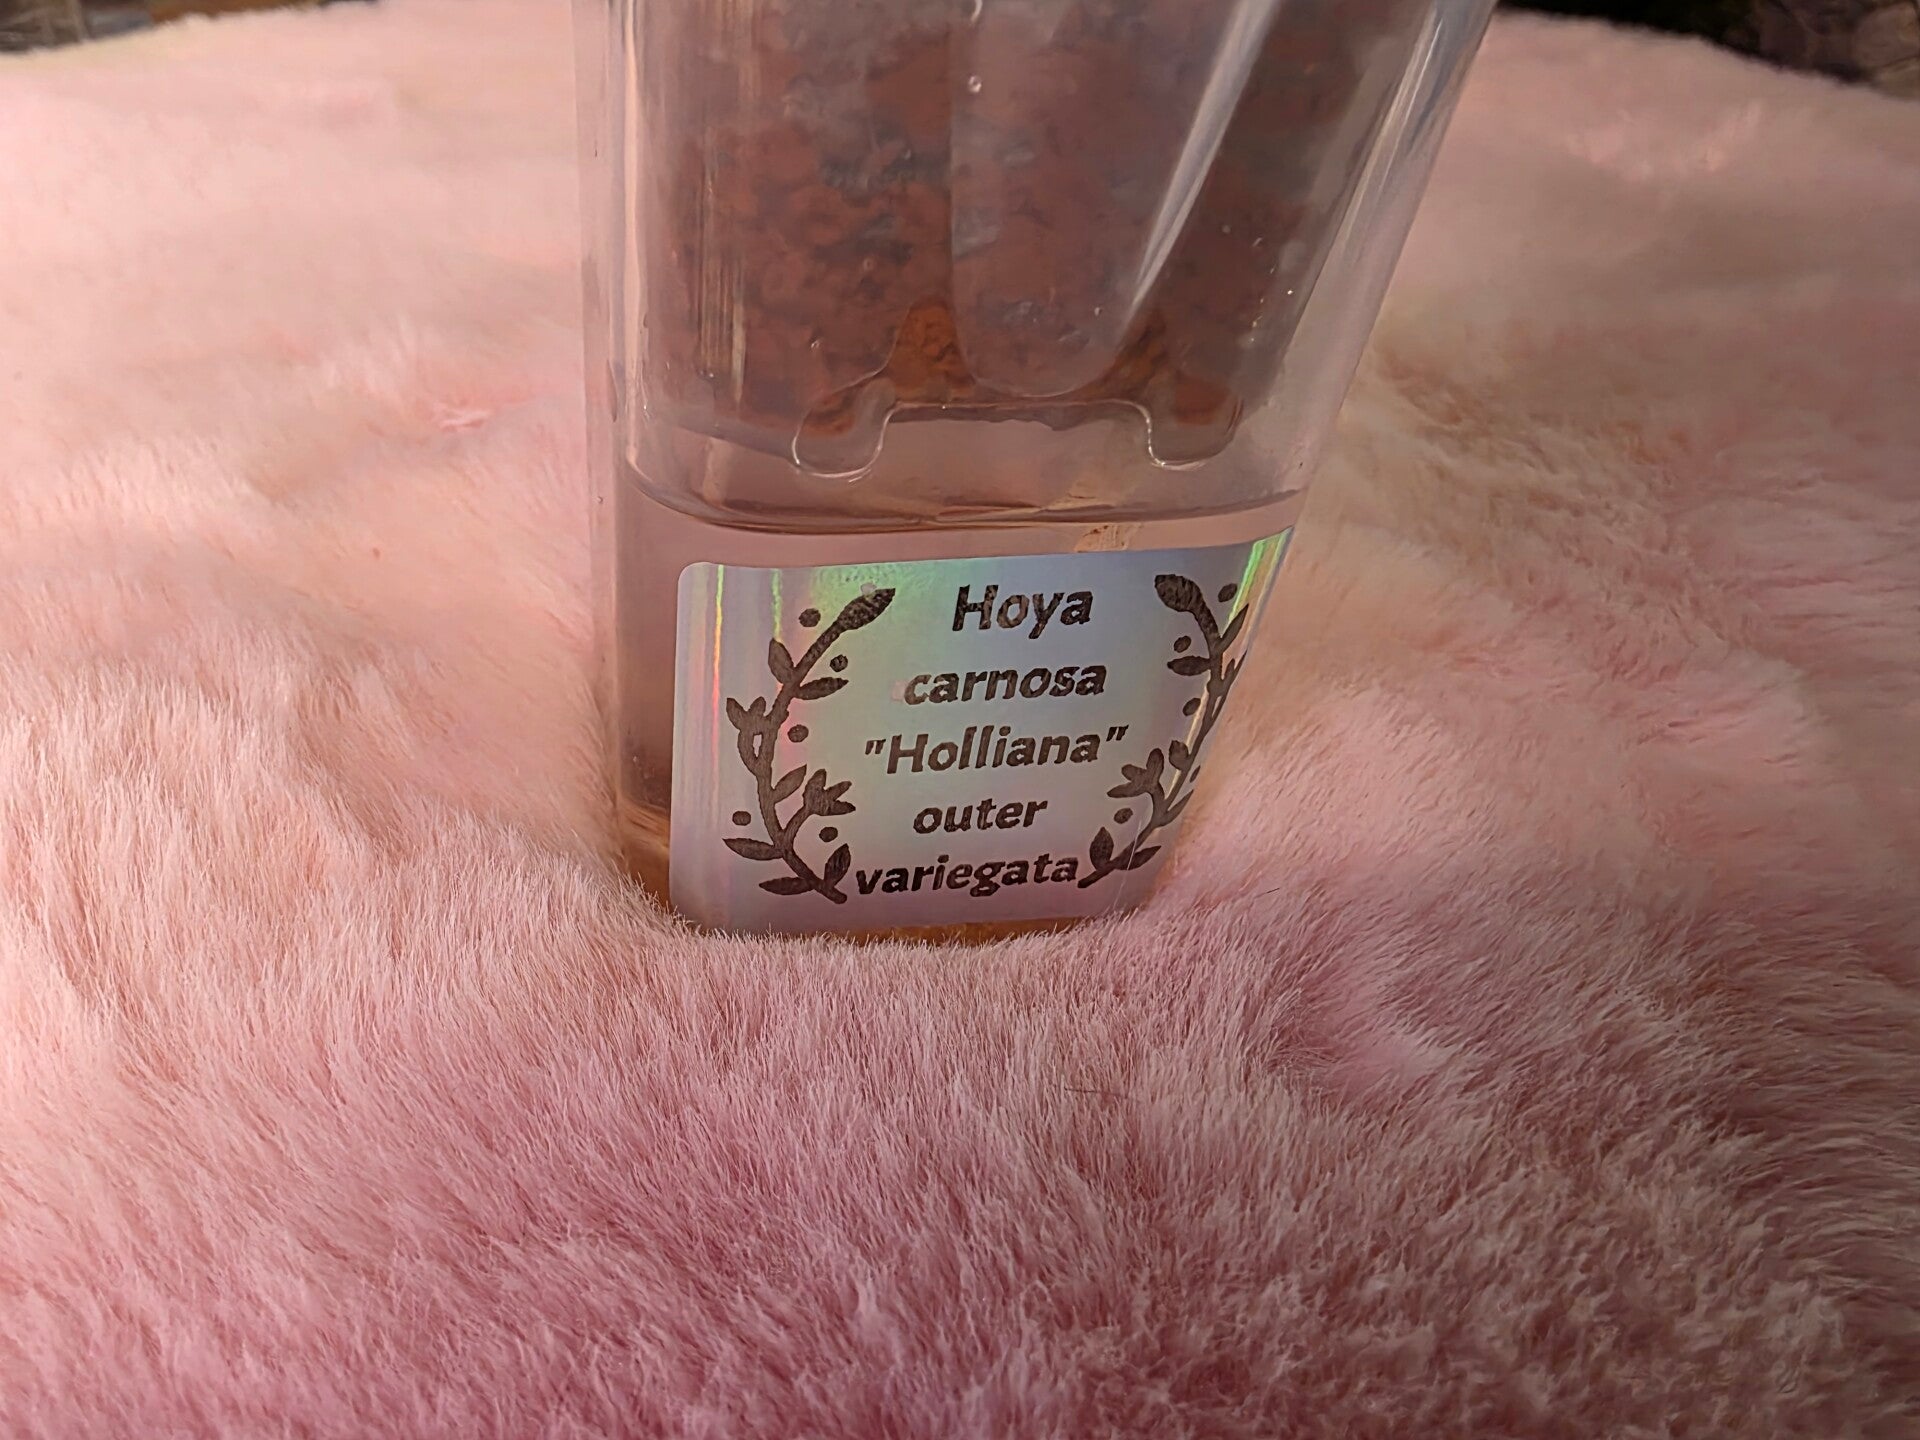 Hoya
carnosa
"Holliana"
outer
variegata